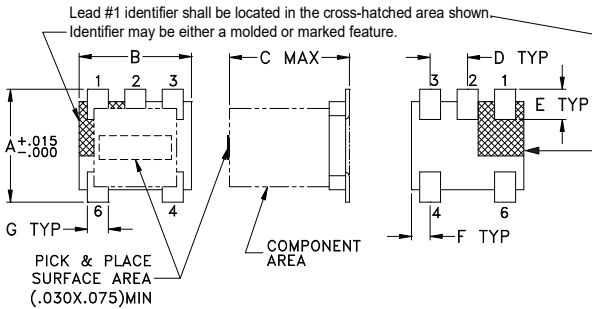 Lead #1 identifier shall be located in the cross-hatched area shown.
Identifier may be either a molded or marked feature.
B
C MAX
D TYP
1 2 3
3 2 1
E TYP
A +.015
-.000
6 4
4 6
G TYP
F TYP
PICK & PLACE
SURFACE AREA
(.030X.075)MIN
COMPONENT
AREA